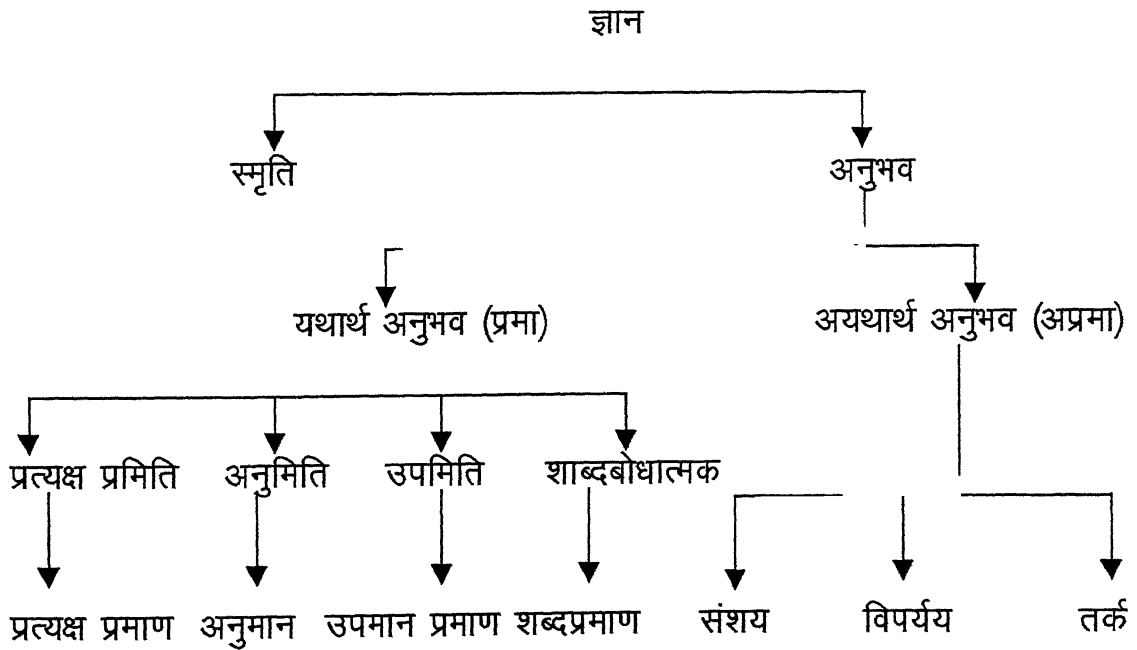 ज्ञान
स्मृति अनुभव
यथार्थ अनुभव (प्रमा) अयथार्थ अनुभव (अप्रमा)
प्रत्यक्ष प्रमिति अनुमिति उपमिति शाब्दबोधात्मक
प्रत्यक्ष प्रमाण अनुमान उपमान प्रमाण शब्दप्रमाण संशय विपर्यय तर्क